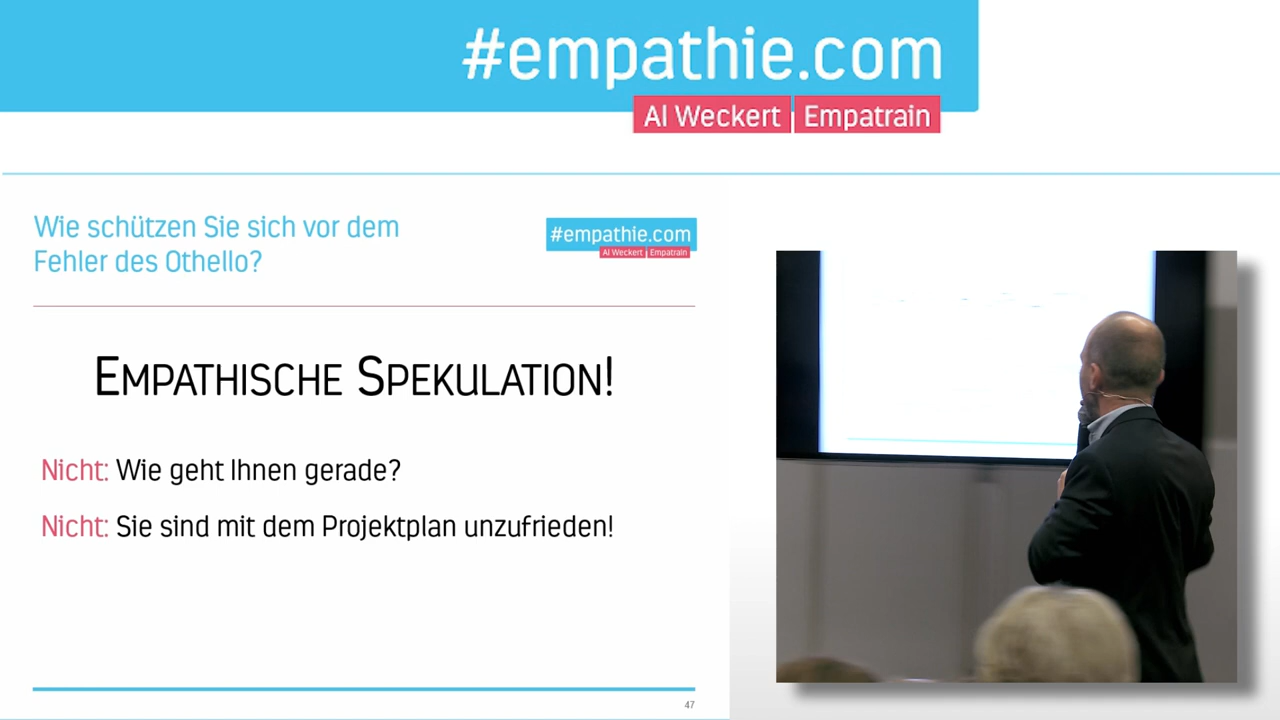 #empathie.com
Al Weckert Empatrain
Wie schützen Sie sich vor dem
Fehler des Othello?
#empathie.com
Al Weckert Empatrain
EMPATHISCHE SPEKULATION!
Nicht: Wie geht Ihnen gerade?
Nicht: Sie sind mit dem Projektplan unzufrieden!
47